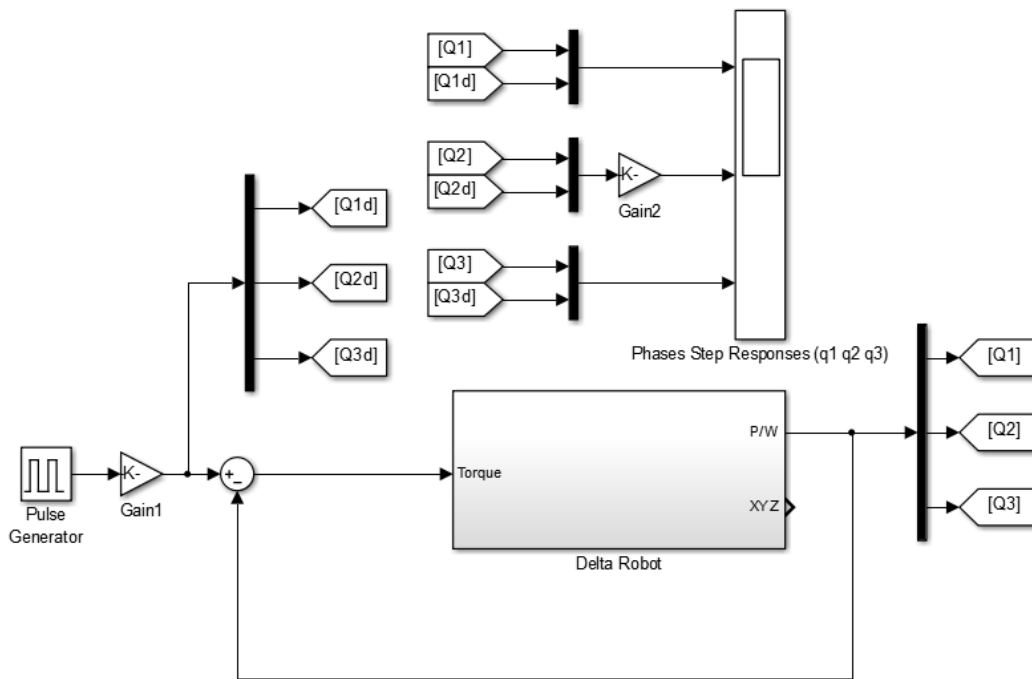 [Q1]
[Q1d]
[Q2]
[Q2d]
K-
Gain2
[Q3]
[Q3d]
Phases Step Responses (q1 q2 q3)
[Q1d]
[Q2d]
[Q3d]
Pulse
Generator
K-
Gain1
+
-
Torque
P/W
XYZ
Delta Robot
[Q1]
[Q2]
[Q3]